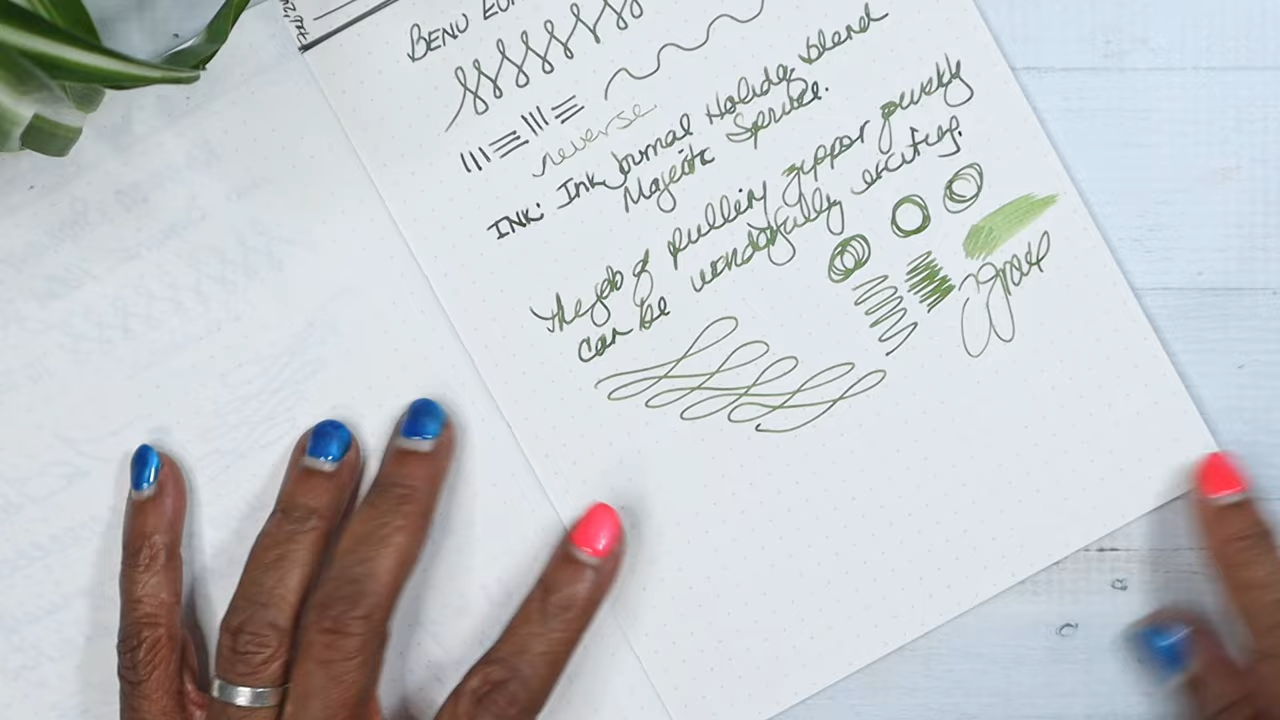 BENU EU
reverse
INK: Ink Journal Holiday blend
Majestic Spruce.
The job of pulling zipper quickly
can be wonderfully exciting.